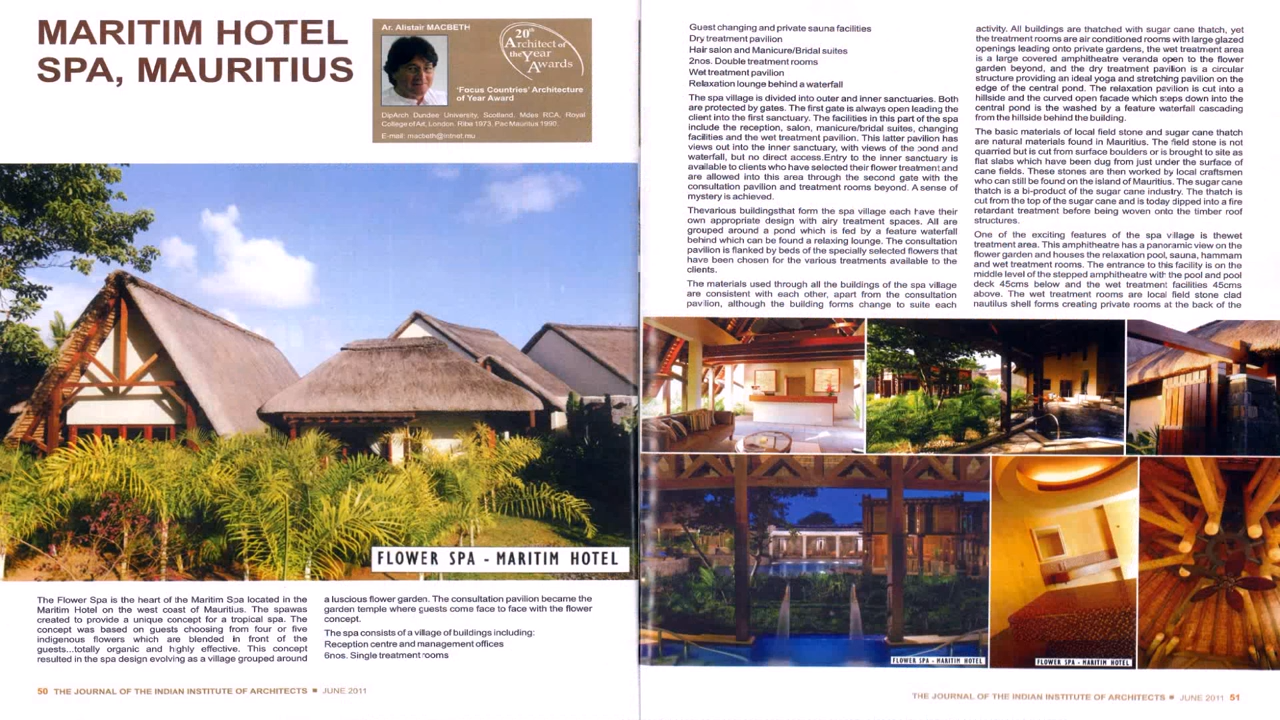 MARITIM HOTEL
SPA, MAURITIUS
Ar. Alistair MACBETH
20th
Architect of
the Year
Awards
'Focus Countries' Architecture
of Year Award
DipArch Dundee University, Scotland, Mdes RCA, Royal
College of Art, London. Riba 1973, Pac Mauritius 1990.
E-mail: macbeth@intnet.mu
FLOWER SPA - MARITIM HOTEL
The Flower Spa is the heart of the Maritim Spa located in the
Maritim Hotel on the west coast of Mauritius. The spawas
created to provide a unique concept for a tropical spa. The
concept was based on guests choosing from four or five
indigenous flowers which are blended in front of the
guests...totally organic and highly effective. This concept
resulted in the spa design evolving as a village grouped around
a luscious flower garden. The consultation pavilion became the
garden temple where guests come face to face with the flower
concept.
The spa consists of a village of buildings including:
Reception centre and management offices
6nos. Single treatment rooms
50 THE JOURNAL OF THE INDIAN INSTITUTE OF ARCHITECTS ■ JUNE 2011
Guest changing and private sauna facilities
Dry treatment pavilion
Hair salon and Manicure/Bridal suites
2nos. Double treatment rooms
Wet treatment pavilion
Relaxation lounge behind a waterfall
The spa village is divided into outer and inner sanctuaries. Both
are protected by gates. The first gate is always open leading the
client into the first sanctuary. The facilities in this part of the spa
include the reception, salon, manicure/bridal suites, changing
facilities and the wet treatment pavilion. This latter pavilion has
views out into the inner sanctuary, with views of the pond and
waterfall, but no direct access.Entry to the inner sanctuary is
available to clients who have selected their flower treatment and
are allowed into this area through the second gate with the
consultation pavilion and treatment rooms beyond. A sense of
mystery is achieved.
Thevarious buildingsthat form the spa village each have their
own appropriate design with airy treatment spaces. All are
grouped around a pond which is fed by a feature waterfall
behind which can be found a relaxing lounge. The consultation
pavilion is flanked by beds of the specially selected flowers that
have been chosen for the various treatments available to the
clients.
The materials used through all the buildings of the spa village
are consistent with each other, apart from the consultation
pavilion, although the building forms change to suite each
activity. All buildings are thatched with sugar cane thatch, yet
the treatment rooms are air conditioned rooms with large glazed
openings leading onto private gardens, the wet treatment area
is a large covered amphitheatre veranda open to the flower
garden beyond, and the dry treatment pavilion is a circular
structure providing an ideal yoga and stretching pavilion on the
edge of the central pond. The relaxation pavilion is cut into a
hillside and the curved open facade which steps down into the
central pond is the washed by a feature waterfall cascading
from the hillside behind the building.
The basic materials of local field stone and sugar cane thatch
are natural materials found in Mauritius. The field stone is not
quarried but is cut from surface boulders or is brought to site as
flat slabs which have been dug from just under the surface of
cane fields. These stones are then worked by local craftsmen
who can still be found on the island of Mauritius. The sugar cane
thatch is a bi-product of the sugar cane industry. The thatch is
cut from the top of the sugar cane and is today dipped into a fire
retardant treatment before being woven onto the timber roof
structures.
One of the exciting features of the spa village is thewet
treatment area. This amphitheatre has a panoramic view on the
flower garden and houses the relaxation pool, sauna, hammam
and wet treatment rooms. The entrance to this facility is on the
middle level of the stepped amphitheatre with the pool and pool
deck 45cms below and the wet treatment facilities 45cms
above. The wet treatment rooms are local field stone clad
nautilus shell forms creating private rooms at the back of the
FLOWER SPA - MARITIM HOTEL
FLOWER SPA - MARITIM HOTEL
THE JOURNAL OF THE INDIAN INSTITUTE OF ARCHITECTS ■ JUNE 2011 51